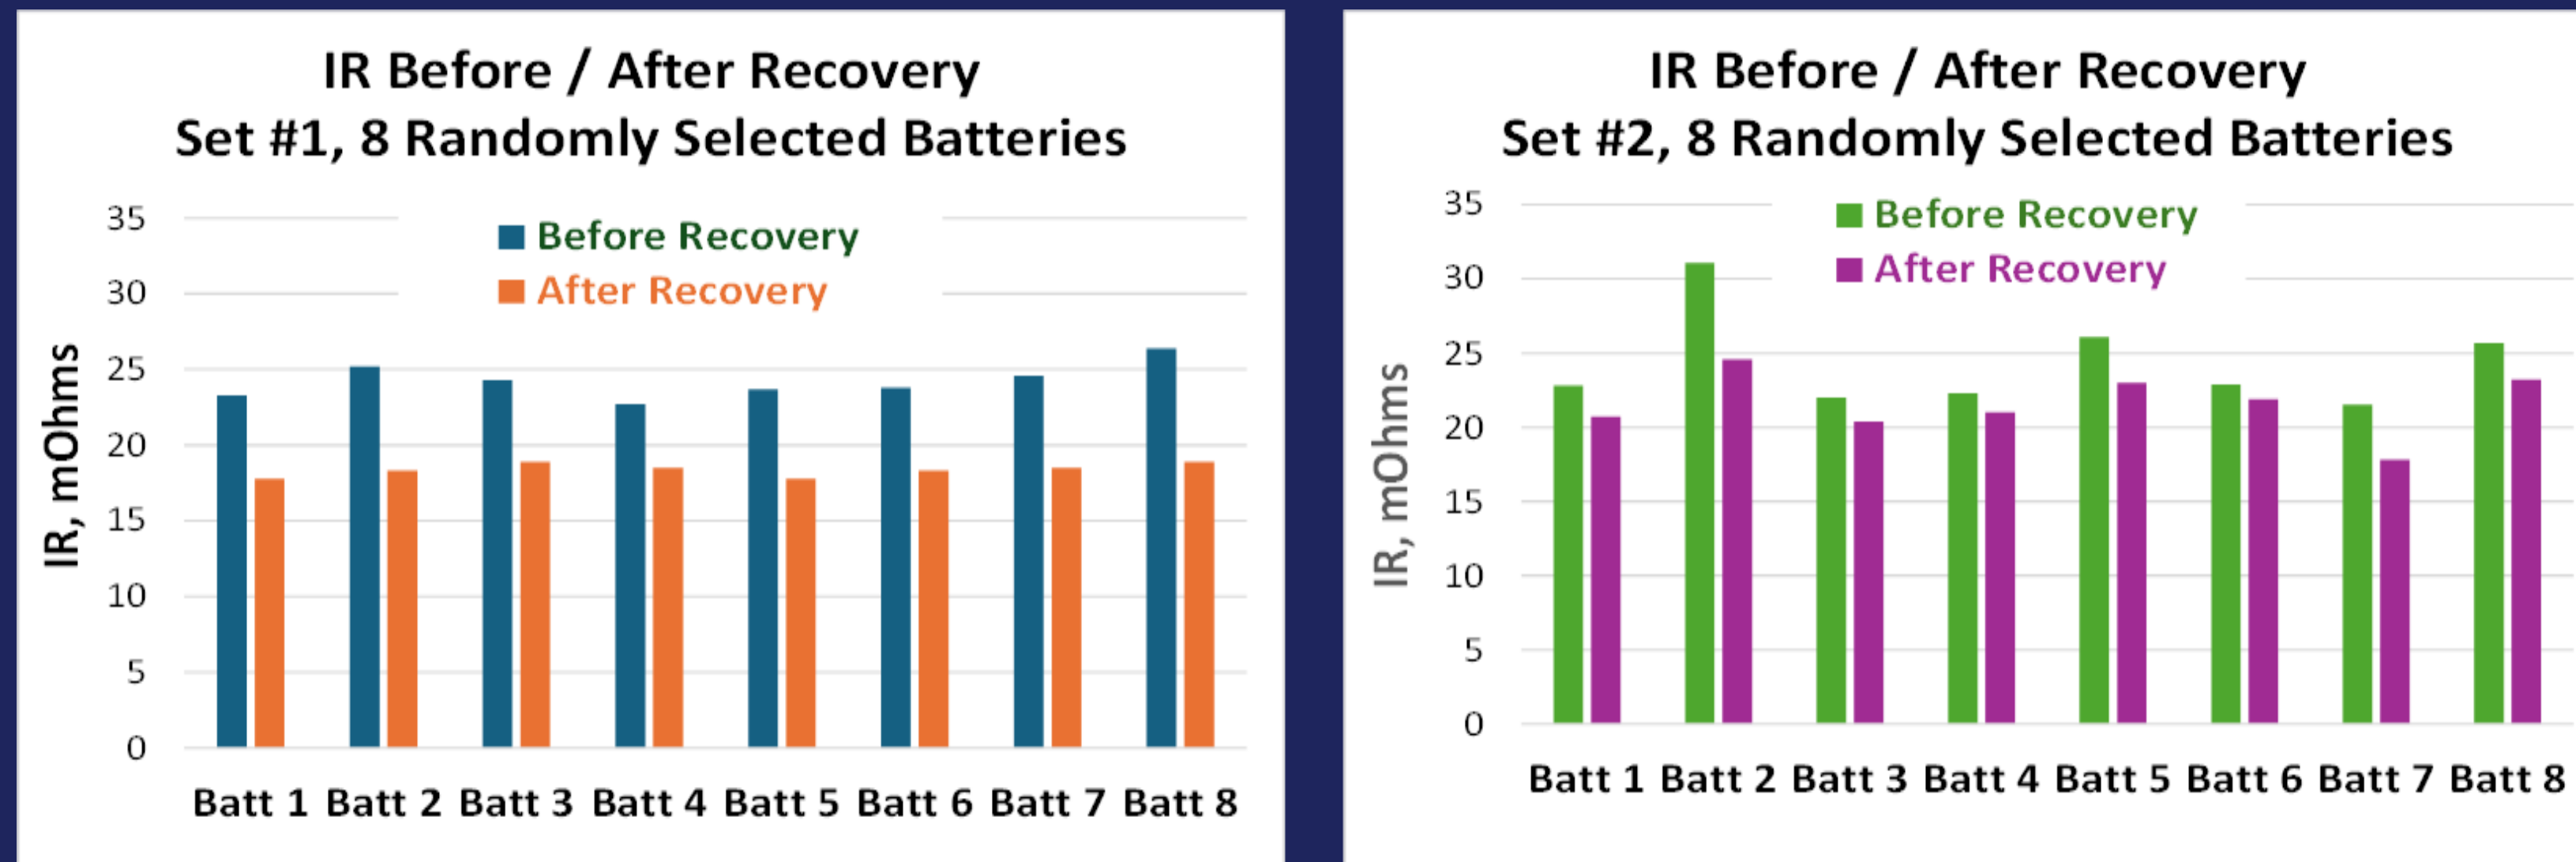 IR Before / After Recovery
Set #1, 8 Randomly Selected Batteries
35
30
25
20
15
10
5
0
IR, mOhms
Before Recovery
After Recovery
Batt 1 Batt 2 Batt 3 Batt 4 Batt 5 Batt 6 Batt 7 Batt 8
IR Before / After Recovery
Set #2, 8 Randomly Selected Batteries
35
30
25
20
15
10
5
0
IR, mOhms
Before Recovery
After Recovery
Batt 1 Batt 2 Batt 3 Batt 4 Batt 5 Batt 6 Batt 7 Batt 8